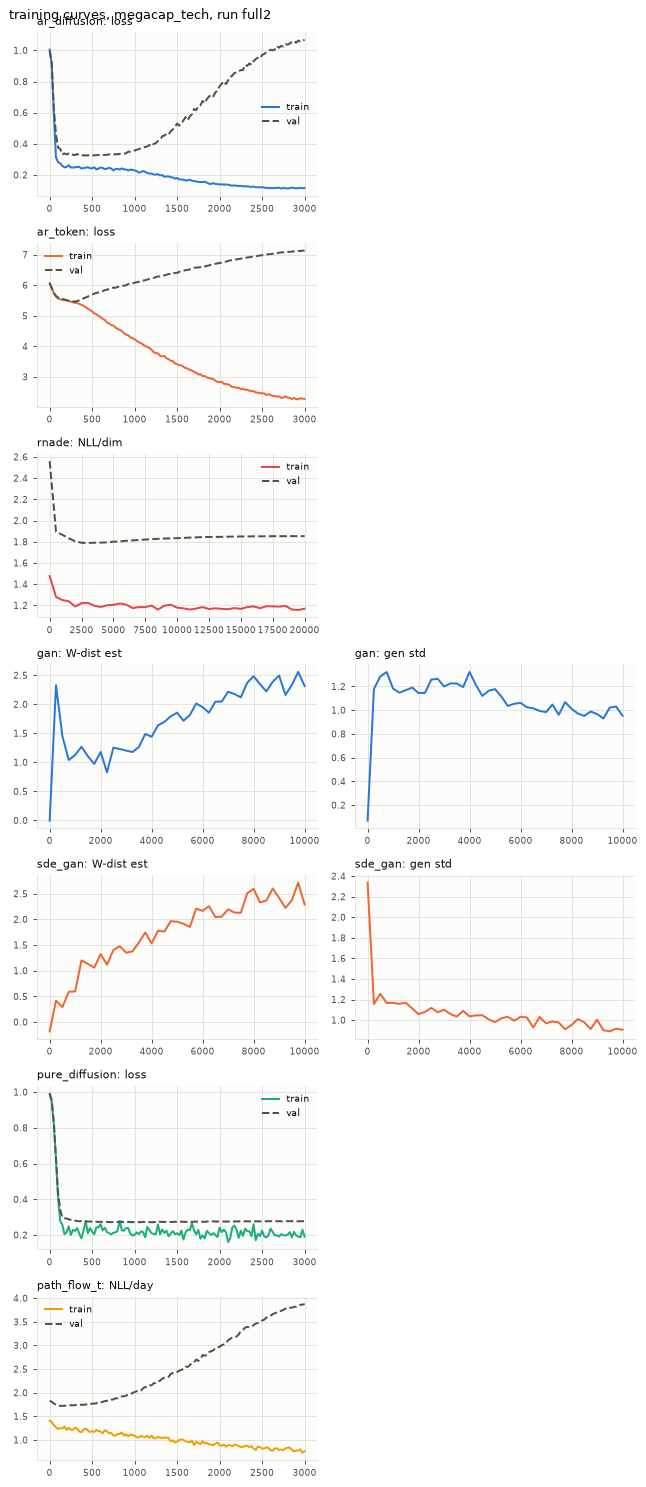 training curves, megacap_tech, run full2
ar_diffusion: loss
1.0
0.8
0.6
0.4
0.2
train
val
0 500 1000 1500 2000 2500 3000
ar_token: loss
7
6
5
4
3
train
val
0 500 1000 1500 2000 2500 3000
rnade: NLL/dim
2.6
2.4
2.2
2.0
1.8
1.6
1.4
1.2
train
val
0 2500 5000 7500 10000 12500 15000 17500 20000
gan: W-dist est
2.5
2.0
1.5
1.0
0.5
0.0
0 2000 4000 6000 8000 10000
gan: gen std
1.2
1.0
0.8
0.6
0.4
0.2
0 2000 4000 6000 8000 10000
sde_gan: W-dist est
2.5
2.0
1.5
1.0
0.5
0.0
0 2000 4000 6000 8000 10000
sde_gan: gen std
2.4
2.2
2.0
1.8
1.6
1.4
1.2
1.0
0 2000 4000 6000 8000 10000
pure_diffusion: loss
1.0
0.8
0.6
0.4
0.2
train
val
0 500 1000 1500 2000 2500 3000
path_flow_t: NLL/day
4.0
3.5
3.0
2.5
2.0
1.5
1.0
train
val
0 500 1000 1500 2000 2500 3000